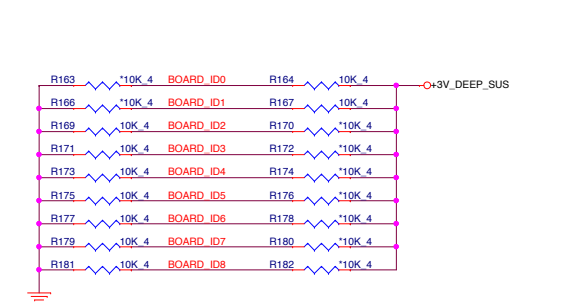 R163 *10K_4 BOARD_ID0 R164 10K_4 +3V_DEEP_SUS
R166 *10K_4 BOARD_ID1 R167 10K_4
R169 10K_4 BOARD_ID2 R170 *10K_4
R171 10K_4 BOARD_ID3 R172 *10K_4
R173 10K_4 BOARD_ID4 R174 *10K_4
R175 10K_4 BOARD_ID5 R176 *10K_4
R177 10K_4 BOARD_ID6 R178 *10K_4
R179 10K_4 BOARD_ID7 R180 *10K_4
R181 10K_4 BOARD_ID8 R182 *10K_4